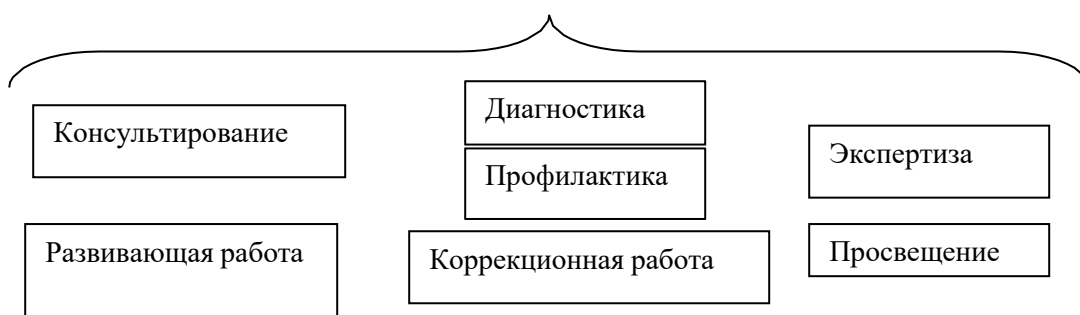 Диагностика
Консультирование
Экспертиза
Профилактика
Развивающая работа
Коррекционная работа
Просвещение